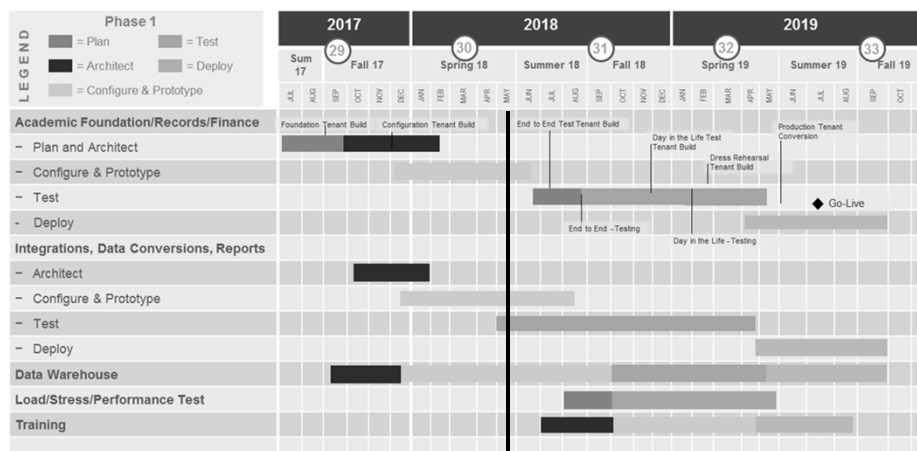 LEGEND
Phase 1
= Plan
= Test
= Architect
= Deploy
= Configure & Prototype
2017
2018
2019
29
30
31
32
33
Sum 17
Fall 17
Spring 18
Summer 18
Fall 18
Spring 19
Summer 19
Fall 19
JUL AUG SEP OCT NOV DEC JAN FEB MAR APR MAY JUN JUL AUG SEP OCT NOV DEC JAN FEB MAR APR MAY JUN JUL AUG SEP OCT
Academic Foundation/Records/Finance
Foundation Tenant Build
Configuration Tenant Build
End to End Test Tenant Build
Day in the Life Test
Tenant Build
Dress Rehearsal
Tenant Build
Production Tenant
Conversion
– Plan and Architect
– Configure & Prototype
– Test
Go-Live
- Deploy
End to End - Testing
Day in the Life - Testing
Integrations, Data Conversions, Reports
– Architect
– Configure & Prototype
– Test
– Deploy
Data Warehouse
Load/Stress/Performance Test
Training